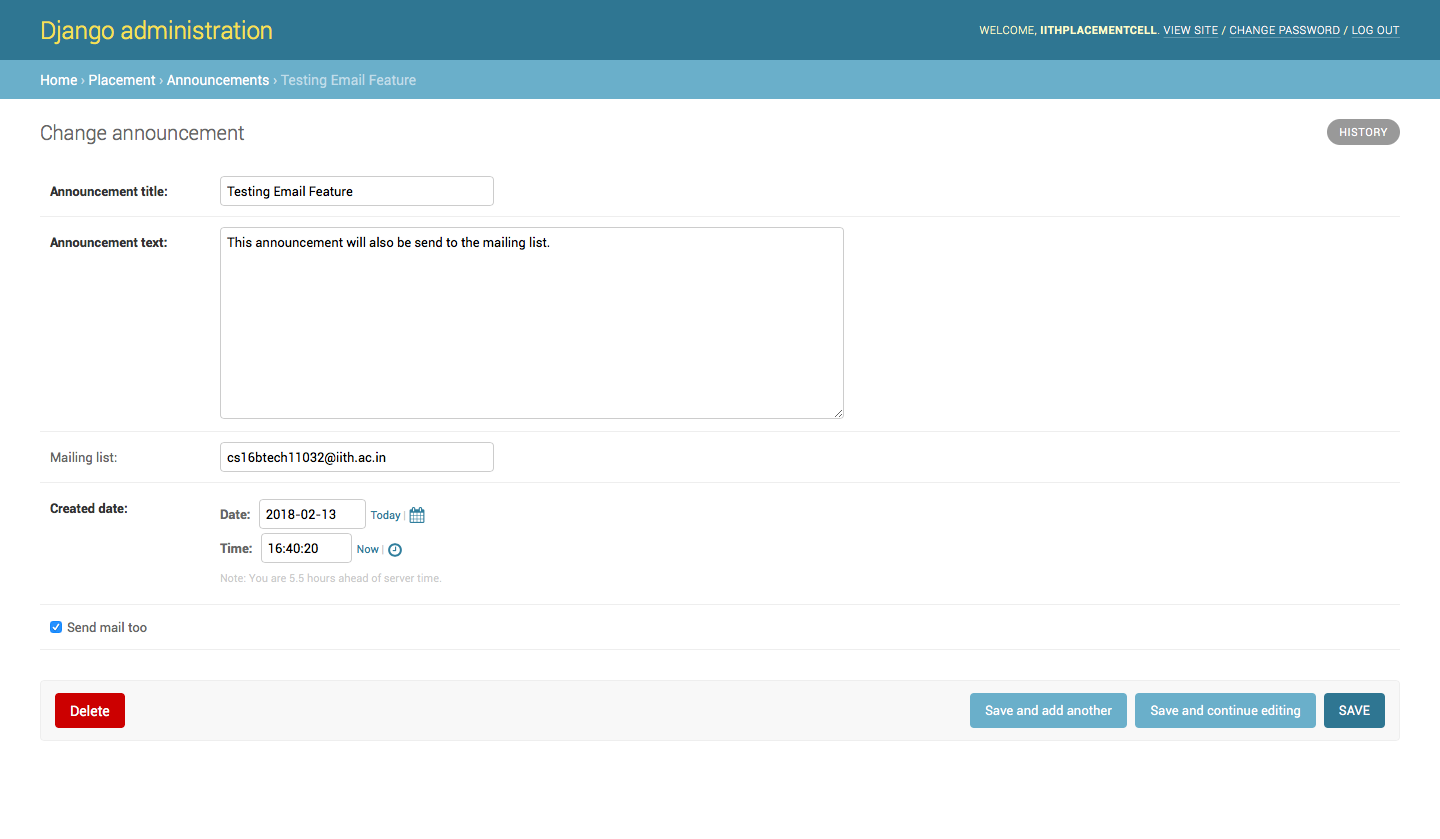 Django administration
WELCOME, IITHPLACEMENTCELL. VIEW SITE / CHANGE PASSWORD / LOG OUT
Home › Placement › Announcements › Testing Email Feature
Change announcement
HISTORY
Announcement title: Testing Email Feature
Announcement text: This announcement will also be send to the mailing list.
Mailing list: cs16btech11032@iith.ac.in
Created date:
Date: 2018-02-13 Today |
Time: 16:40:20 Now |
Note: You are 5.5 hours ahead of server time.
Send mail too
Delete Save and add another Save and continue editing SAVE